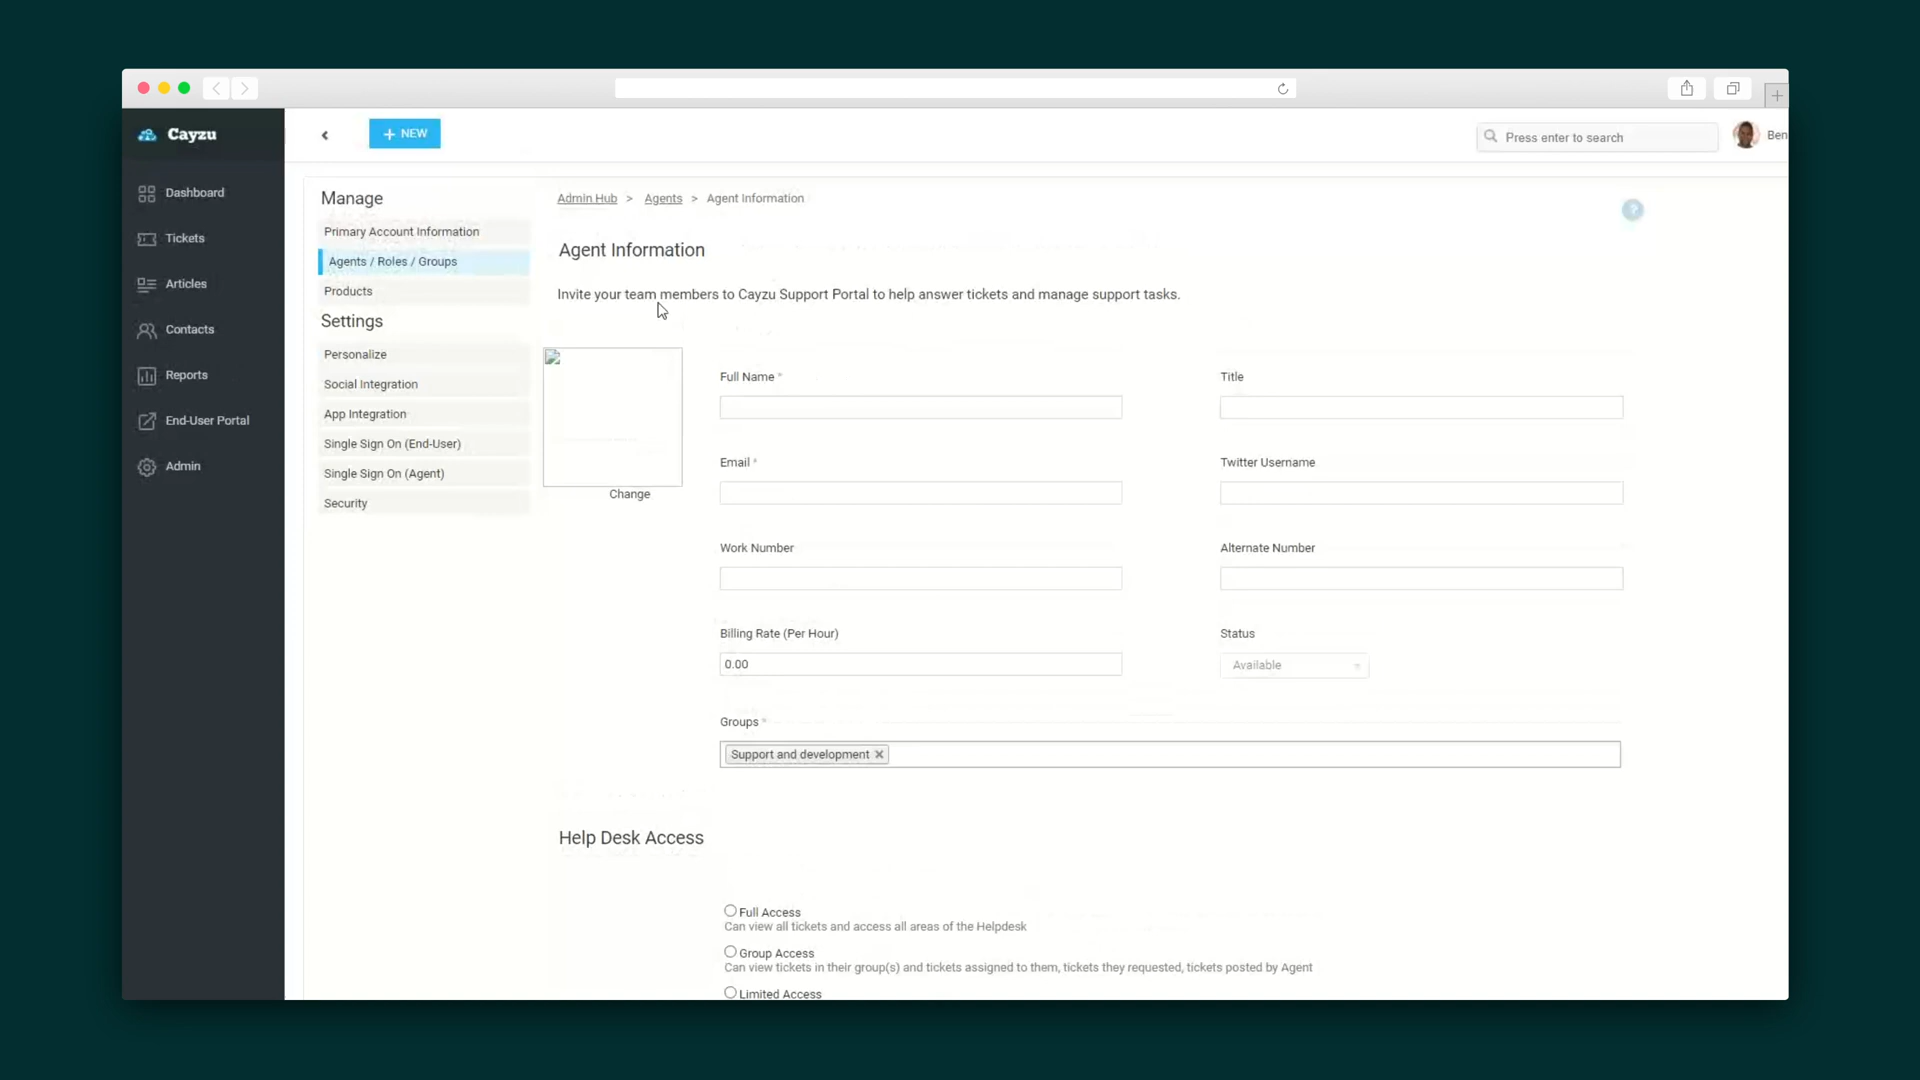 Cayzu
+ NEW
Press enter to search
Ben
Dashboard
Tickets
Articles
Contacts
Reports
End-User Portal
Admin
Manage
Primary Account Information
Agents / Roles / Groups
Products
Settings
Personalize
Social Integration
App Integration
Single Sign On (End-User)
Single Sign On (Agent)
Security
Admin Hub > Agents > Agent Information
?
Agent Information
Invite your team members to Cayzu Support Portal to help answer tickets and manage support tasks.
Change
Full Name *
Title
Email *
Twitter Username
Work Number
Alternate Number
Billing Rate (Per Hour)
Status
0.00
Available
Groups *
Support and development ×
Help Desk Access
Full Access
Can view all tickets and access all areas of the Helpdesk
Group Access
Can view tickets in their group(s) and tickets assigned to them, tickets they requested, tickets posted by Agent
Limited Access